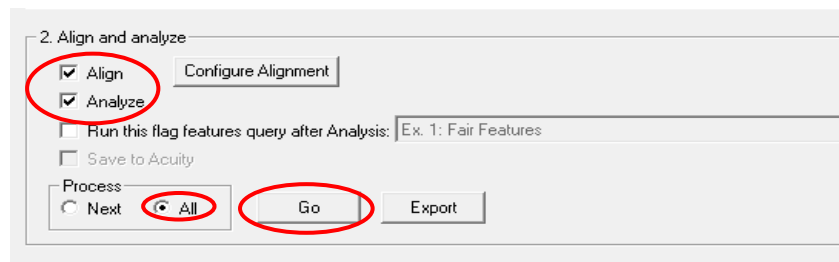 2. Align and analyze
Align Configure Alignment
Analyze
Run this flag features query after Analysis: Ex. 1: Fair Features
Save to Acuity
Process
Next All Go Export